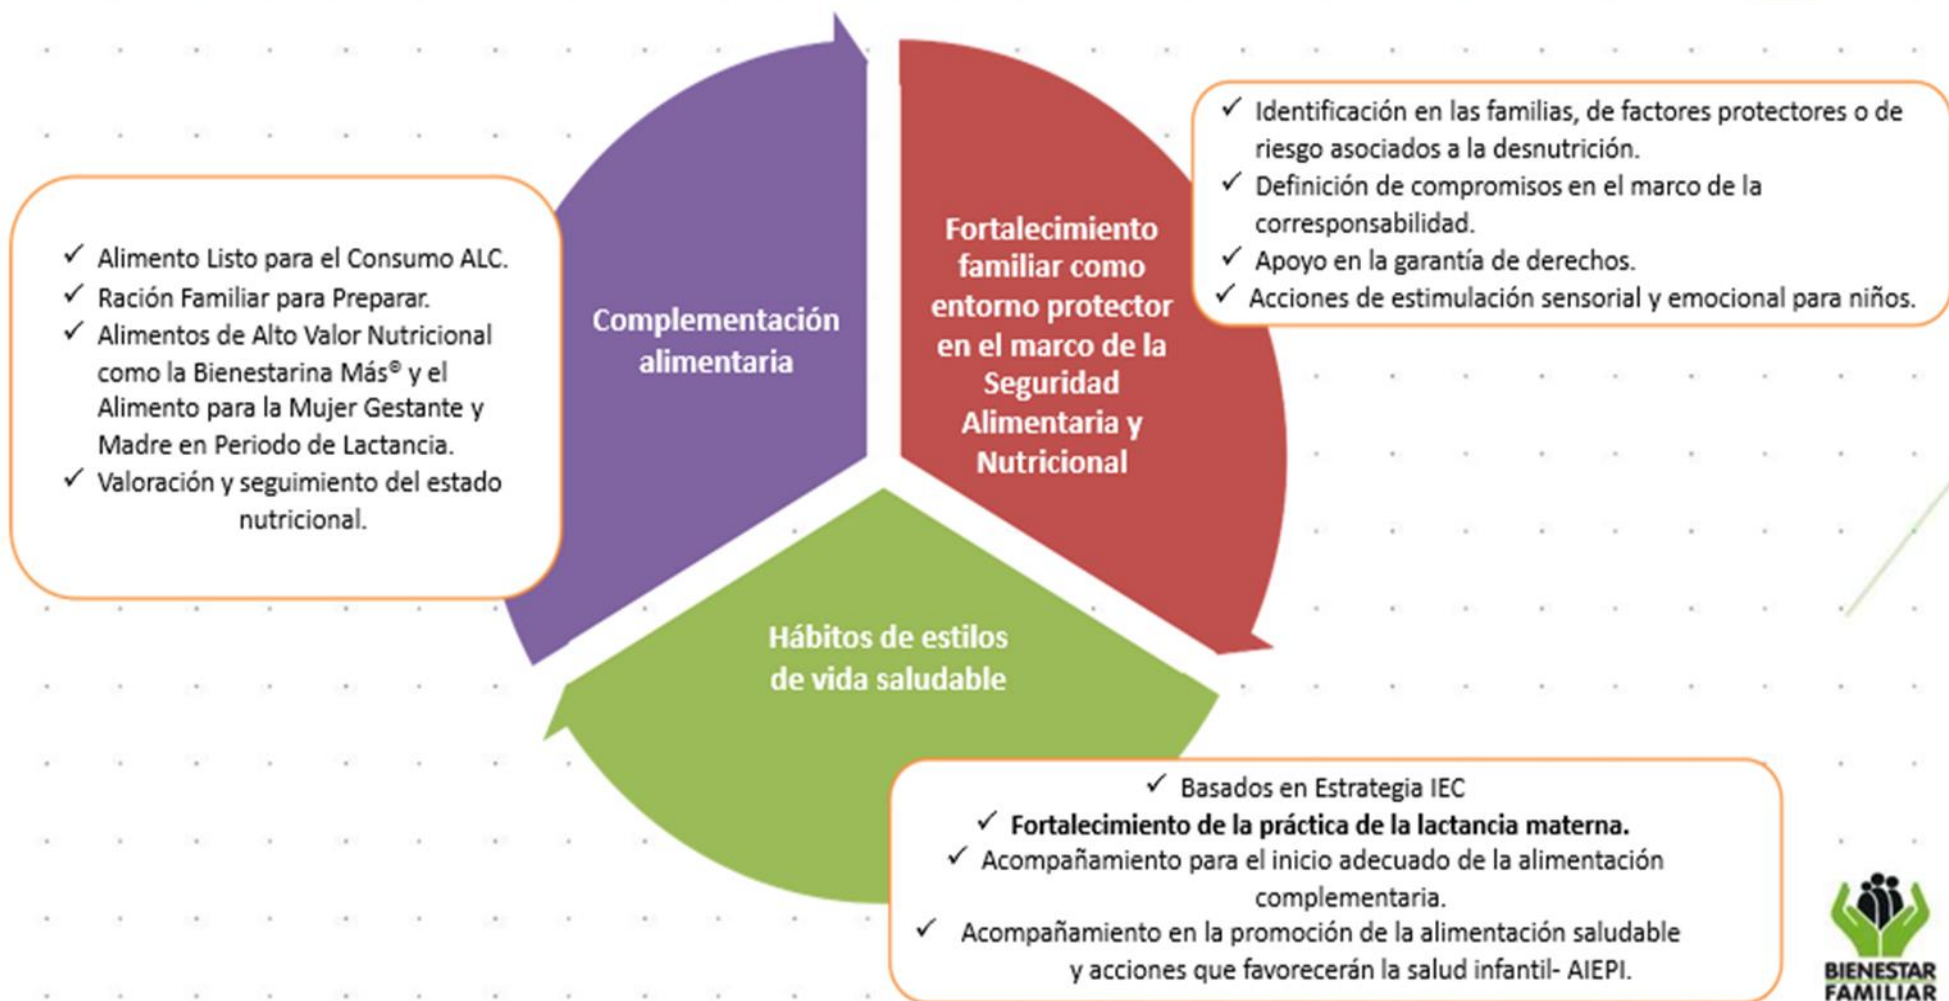 Complementación
alimentaria
✓ Alimento Listo para el Consumo ALC.
✓ Ración Familiar para Preparar.
✓ Alimentos de Alto Valor Nutricional
como la Bienestarina Más® y el
Alimento para la Mujer Gestante y
Madre en Periodo de Lactancia.
✓ Valoración y seguimiento del estado
nutricional.
Fortalecimiento
familiar como
entorno protector
en el marco de la
Seguridad
Alimentaria y
Nutricional
✓ Identificación en las familias, de factores protectores o de
riesgo asociados a la desnutrición.
✓ Definición de compromisos en el marco de la
corresponsabilidad.
✓ Apoyo en la garantía de derechos.
✓ Acciones de estimulación sensorial y emocional para niños.
Hábitos de estilos
de vida saludable
✓ Basados en Estrategia IEC
✓ Fortalecimiento de la práctica de la lactancia materna.
✓ Acompañamiento para el inicio adecuado de la alimentación
complementaria.
✓ Acompañamiento en la promoción de la alimentación saludable
y acciones que favorecerán la salud infantil- AIEPI.
BIENESTAR
FAMILIAR